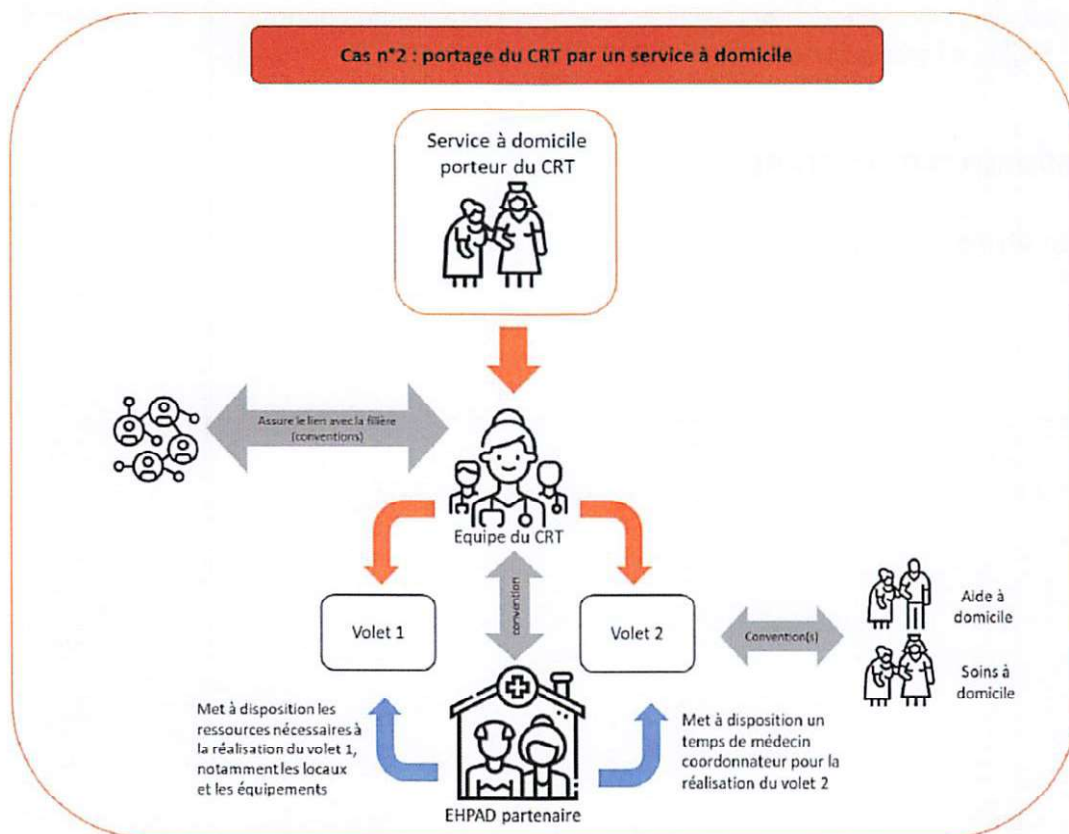 Cas n°2 : portage du CRT par un service à domicile
Service à domicile
porteur du CRT
Assure le lien avec la filière
(conventions)
Equipe du CRT
Volet 1
convention
Volet 2
Convention(s)
Aide à
domicile
Soins à
domicile
Met à disposition les
ressources nécessaires à
la réalisation du volet 1,
notamment les locaux
et les équipements
Met à disposition un
temps de médecin
coordonnateur pour la
réalisation du volet 2
EHPAD partenaire